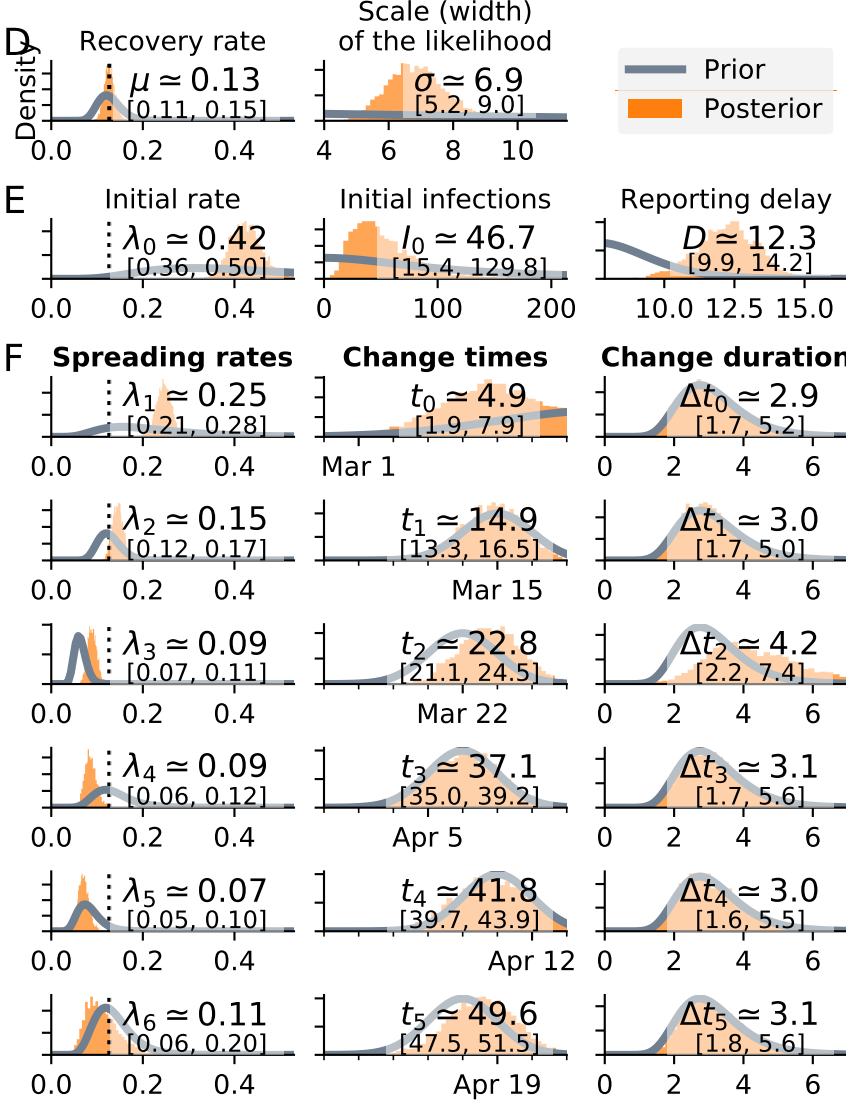 D
Density
Recovery rate
μ ≃ 0.13
[0.11, 0.15]
0.0 0.2 0.4
Scale (width)
of the likelihood
σ ≃ 6.9
[5.2, 9.0]
4 6 8 10
Prior
Posterior
E
Initial rate
λ0 ≃ 0.42
[0.36, 0.50]
0.0 0.2 0.4
Initial infections
I0 ≃ 46.7
[15.4, 129.8]
0 100 200
Reporting delay
D ≃ 12.3
[9.9, 14.2]
10.0 12.5 15.0
F
Spreading rates
Change times
Change duration
λ1 ≃ 0.25
[0.21, 0.28]
0.0 0.2 0.4
t0 ≃ 4.9
[1.9, 7.9]
Mar 1
Δt0 ≃ 2.9
[1.7, 5.2]
0 2 4 6
λ2 ≃ 0.15
[0.12, 0.17]
0.0 0.2 0.4
t1 ≃ 14.9
[13.3, 16.5]
Mar 15
Δt1 ≃ 3.0
[1.7, 5.0]
0 2 4 6
λ3 ≃ 0.09
[0.07, 0.11]
0.0 0.2 0.4
t2 ≃ 22.8
[21.1, 24.5]
Mar 22
Δt2 ≃ 4.2
[2.2, 7.4]
0 2 4 6
λ4 ≃ 0.09
[0.06, 0.12]
0.0 0.2 0.4
t3 ≃ 37.1
[35.0, 39.2]
Apr 5
Δt3 ≃ 3.1
[1.7, 5.6]
0 2 4 6
λ5 ≃ 0.07
[0.05, 0.10]
0.0 0.2 0.4
t4 ≃ 41.8
[39.7, 43.9]
Apr 12
Δt4 ≃ 3.0
[1.6, 5.5]
0 2 4 6
λ6 ≃ 0.11
[0.06, 0.20]
0.0 0.2 0.4
t5 ≃ 49.6
[47.5, 51.5]
Apr 19
Δt5 ≃ 3.1
[1.8, 5.6]
0 2 4 6